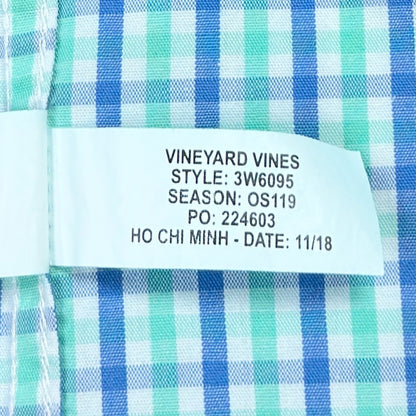 VINEYARD VINES
STYLE: 3W6095
SEASON: OS119
PO: 224603
HO CHI MINH - DATE: 11/18